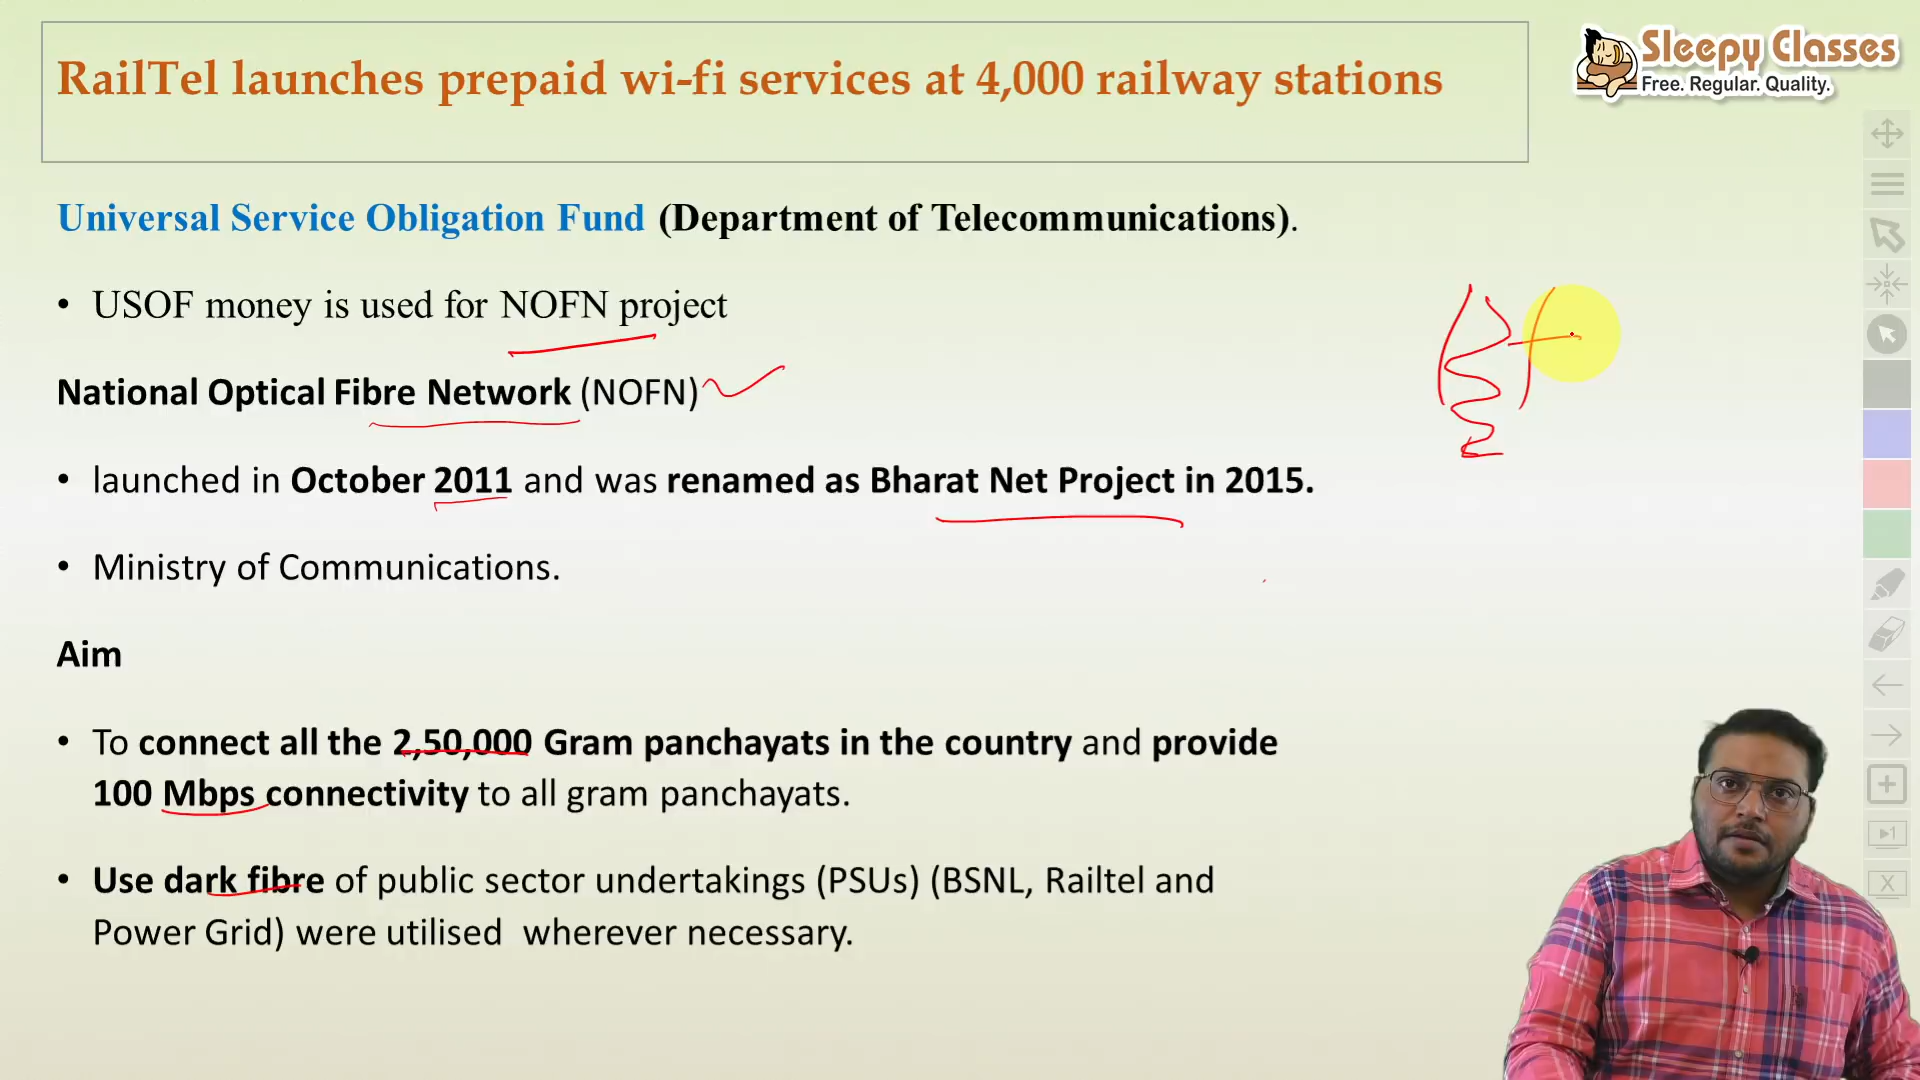 RailTel launches prepaid wi-fi services at 4,000 railway stations
Sleepy Classes
Free. Regular. Quality.
Universal Service Obligation Fund (Department of Telecommunications).
• USOF money is used for NOFN project
National Optical Fibre Network (NOFN)
• launched in October 2011 and was renamed as Bharat Net Project in 2015.
• Ministry of Communications.
Aim
• To connect all the 2,50,000 Gram panchayats in the country and provide
100 Mbps connectivity to all gram panchayats.
• Use dark fibre of public sector undertakings (PSUs) (BSNL, Railtel and
Power Grid) were utilised wherever necessary.